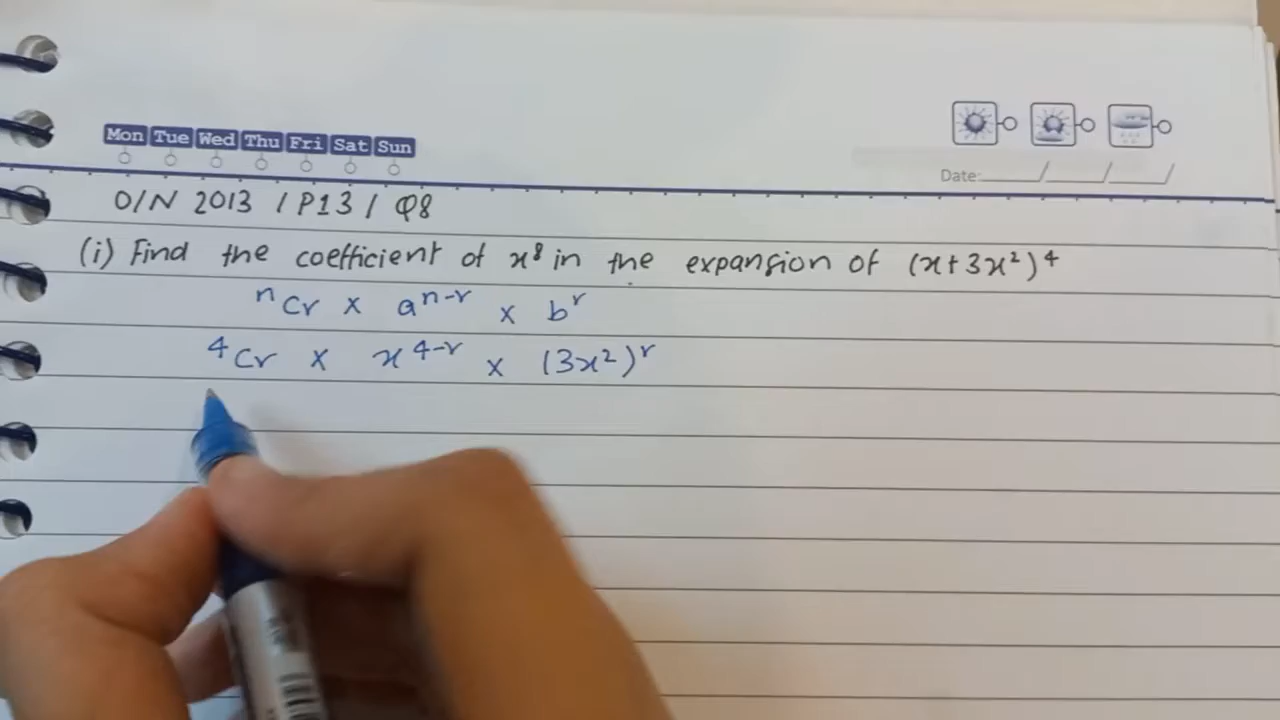 Mon Tue Wed Thu Fri Sat Sun
Date:
O/N 2013 / P13 / Q8
(i) Find the coefficient of x⁸ in the expansion of (x+3x²)⁴
ⁿCr × aⁿ⁻ʳ × bʳ
⁴Cr × x⁴⁻ʳ × (3x²)ʳ